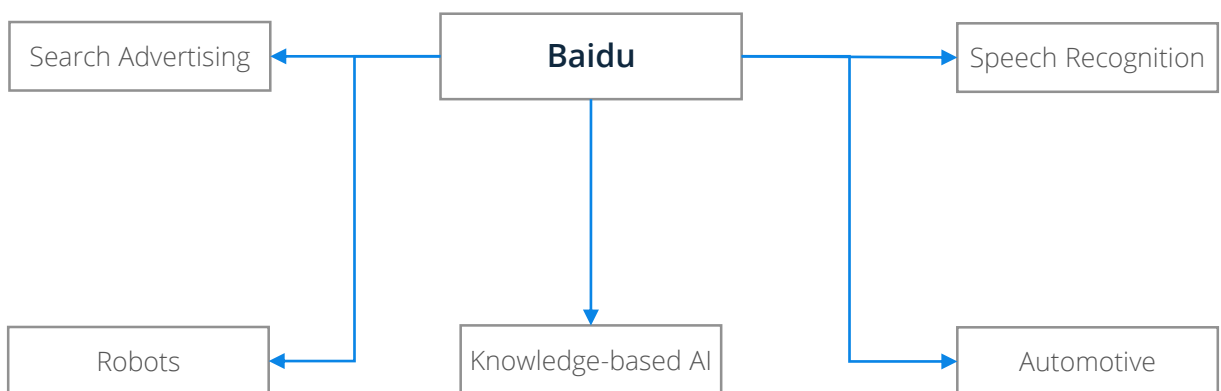 Search Advertising
Baidu
Speech Recognition
Robots
Knowledge-based AI
Automotive